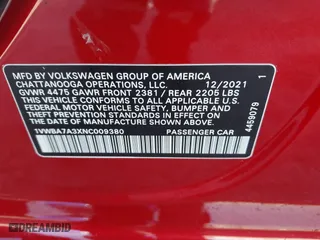 MFD BY VOLKSWAGEN GROUP OF AMERICA
CHATTANOOGA OPERATIONS, LLC. 12/2021 1
GVWR 4475 GAWR FRONT 2381 / REAR 2205 LBS
THIS VEHICLE CONFORMS TO ALL APPLICABLE
FEDERAL MOTOR VEHICLE SAFETY, BUMPER
AND THEFT PREVENTION STANDARDS IN EFFECT
ON THE DATE OF MANUFACTURE SHOWN ABOVE.
1VWBA7A3XNC009380 PASSENGER CAR
4459079
DREAMBID